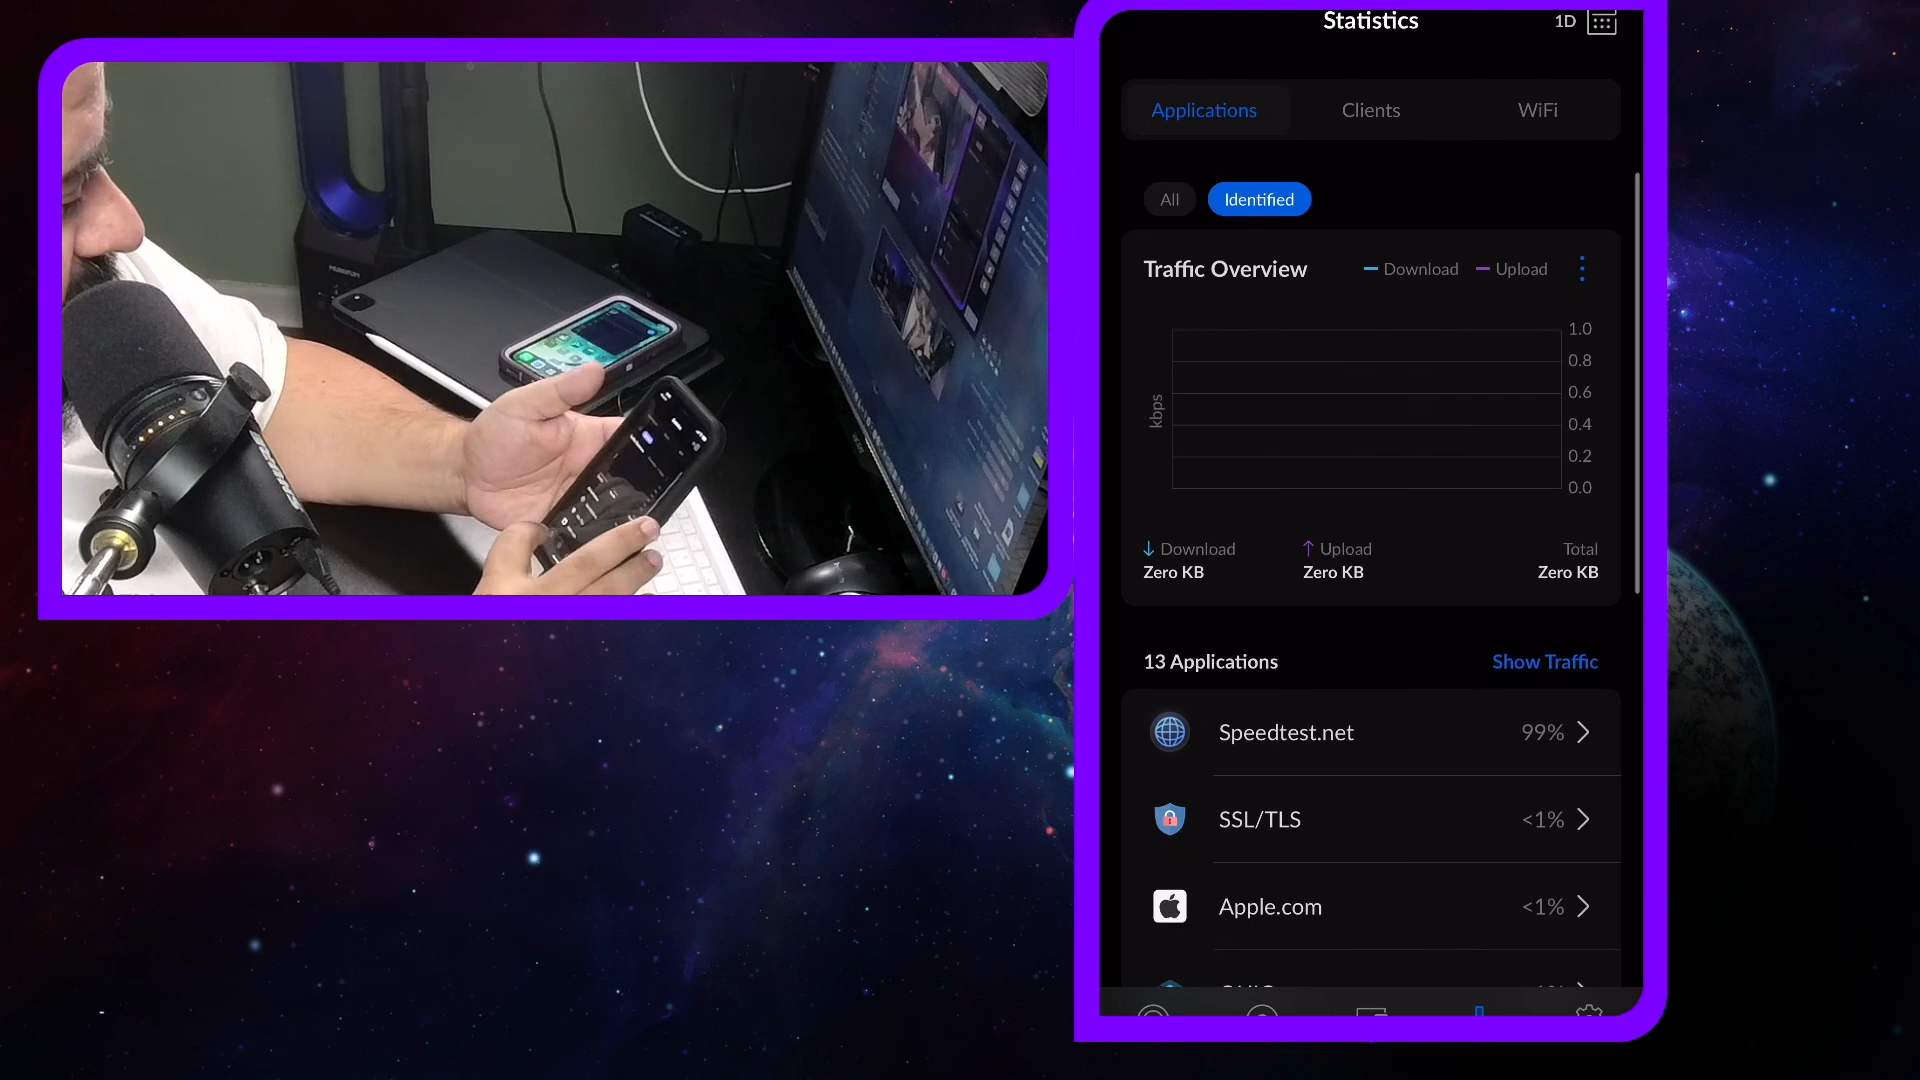 Statistics
1D
Applications
Clients
WiFi
All
Identified
Traffic Overview
Download
Upload
1.0
0.8
0.6
0.4
0.2
0.0
kbps
Download
Zero KB
Upload
Zero KB
Total
Zero KB
13 Applications
Show Traffic
Speedtest.net
99%
SSL/TLS
<1%
Apple.com
<1%